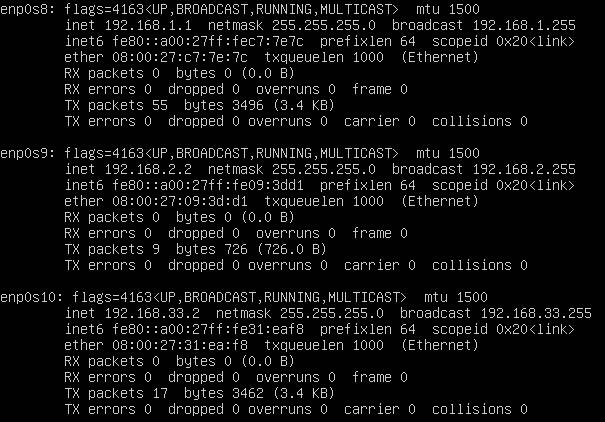 enp0s8: flags=4163<UP,BROADCAST,RUNNING,MULTICAST>  mtu 1500
        inet 192.168.1.1  netmask 255.255.255.0  broadcast 192.168.1.255
        inet6 fe80::a00:27ff:fec7:7e7c  prefixlen 64  scopeid 0x20<link>
        ether 08:00:27:c7:7e:7c  txqueuelen 1000  (Ethernet)
        RX packets 0  bytes 0 (0.0 B)
        RX errors 0  dropped 0  overruns 0  frame 0
        TX packets 55  bytes 3496 (3.4 KB)
        TX errors 0  dropped 0 overruns 0  carrier 0  collisions 0

enp0s9: flags=4163<UP,BROADCAST,RUNNING,MULTICAST>  mtu 1500
        inet 192.168.2.2  netmask 255.255.255.0  broadcast 192.168.2.255
        inet6 fe80::a00:27ff:fe09:3dd1  prefixlen 64  scopeid 0x20<link>
        ether 08:00:27:09:3d:d1  txqueuelen 1000  (Ethernet)
        RX packets 0  bytes 0 (0.0 B)
        RX errors 0  dropped 0  overruns 0  frame 0
        TX packets 9  bytes 726 (726.0 B)
        TX errors 0  dropped 0 overruns 0  carrier 0  collisions 0

enp0s10: flags=4163<UP,BROADCAST,RUNNING,MULTICAST>  mtu 1500
        inet 192.168.33.2  netmask 255.255.255.0  broadcast 192.168.33.255
        inet6 fe80::a00:27ff:fe31:eaf8  prefixlen 64  scopeid 0x20<link>
        ether 08:00:27:31:ea:f8  txqueuelen 1000  (Ethernet)
        RX packets 0  bytes 0 (0.0 B)
        RX errors 0  dropped 0  overruns 0  frame 0
        TX packets 17  bytes 3462 (3.4 KB)
        TX errors 0  dropped 0 overruns 0  carrier 0  collisions 0